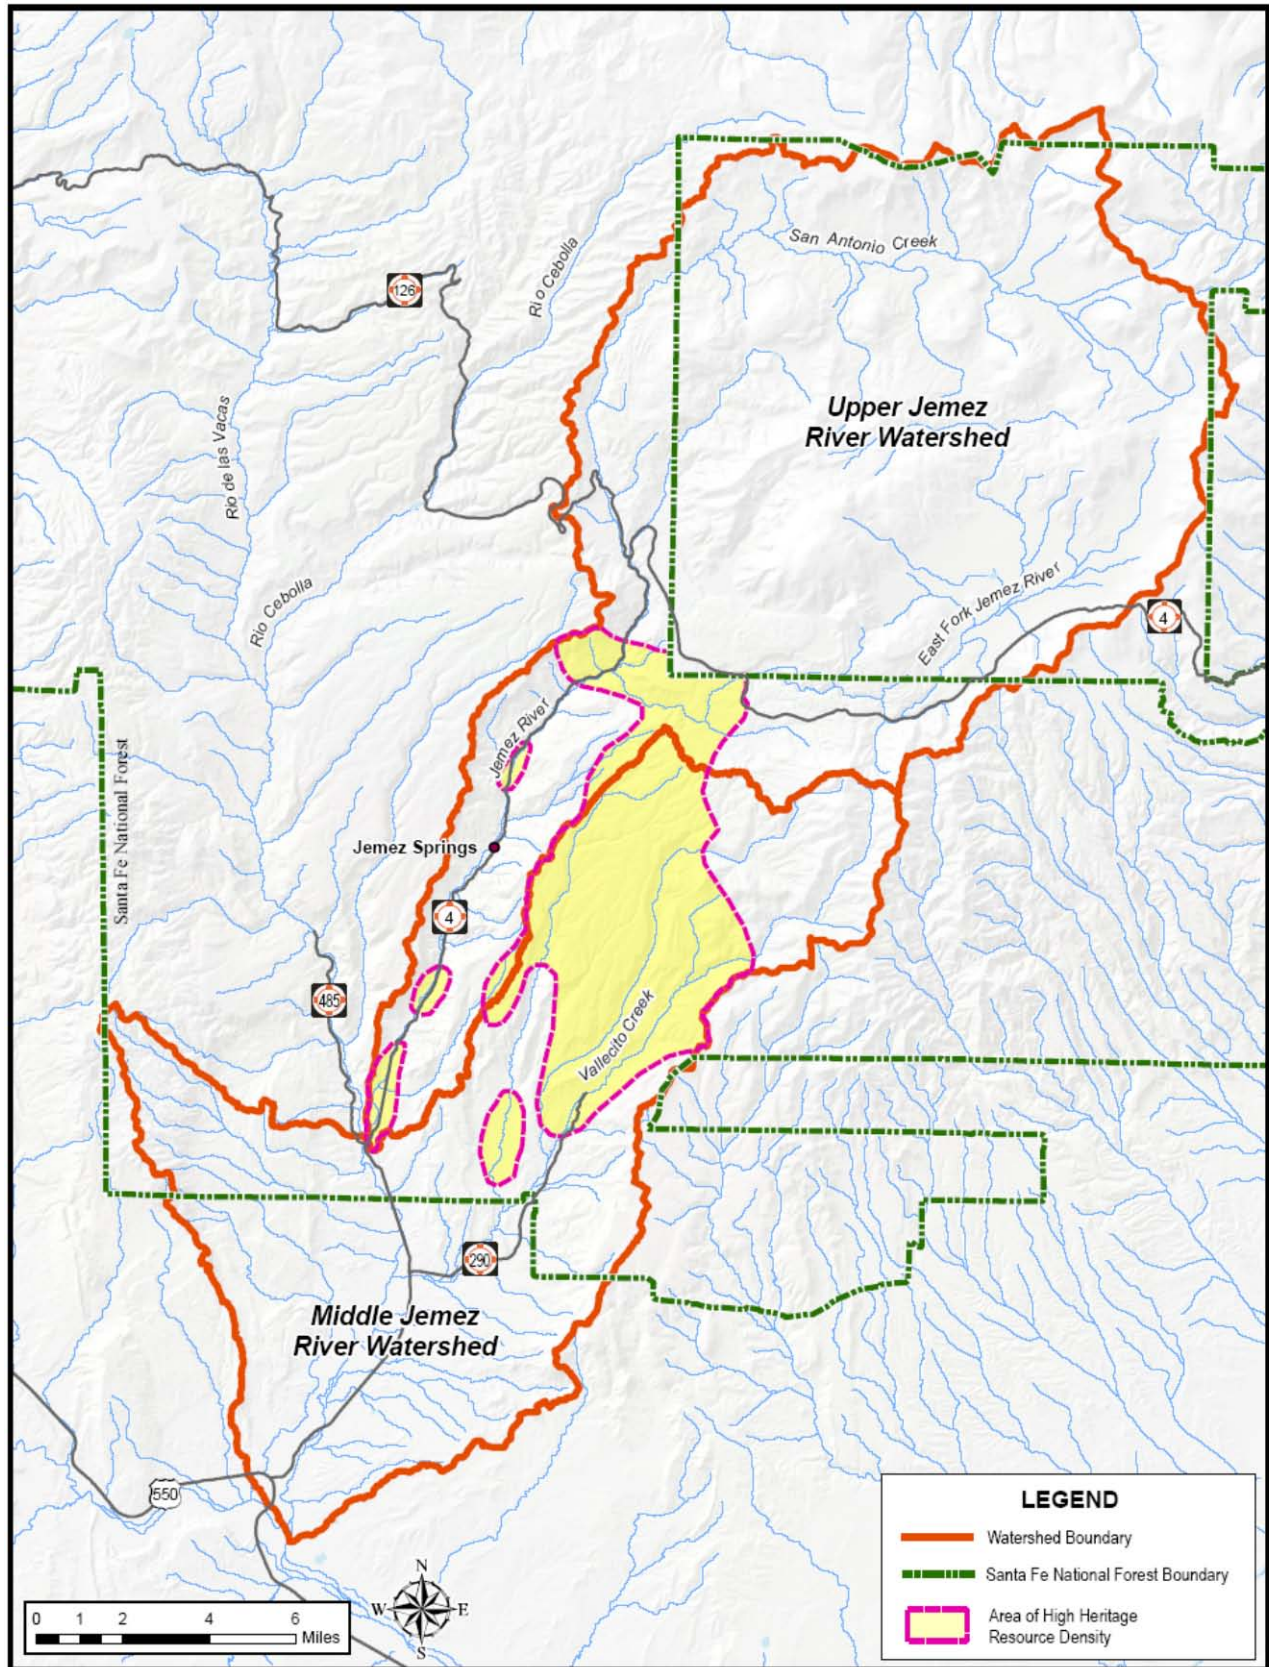 San Antonio Creek
Rio Cebolla
126
Upper Jemez
River Watershed
Rio de las Vacas
Rio Cebolla
East Fork Jemez River
4
Jemez River
Santa Fe National Forest
Jemez Springs
4
485
Vallecito Creek
290
Middle Jemez
River Watershed
550
LEGEND
Watershed Boundary
Santa Fe National Forest Boundary
Area of High Heritage
Resource Density
N
W E
S
0 1 2 4 6
Miles